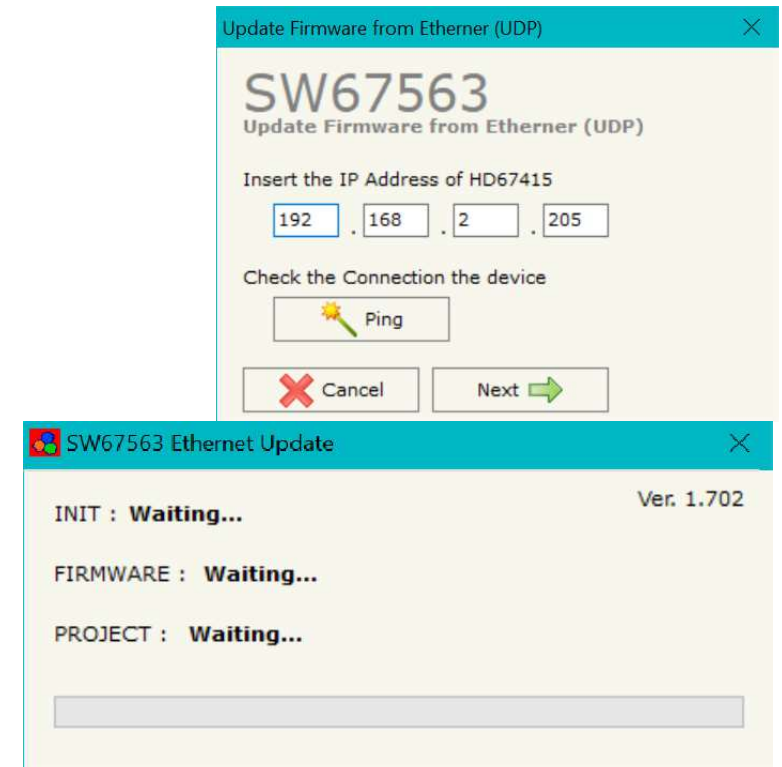 Update Firmware from Etherner (UDP)
SW67563
Update Firmware from Etherner (UDP)
Insert the IP Address of HD67415
192 . 168 . 2 . 205
Check the Connection the device
Ping
Cancel Next
SW67563 Ethernet Update
Ver. 1.702
INIT : Waiting...
FIRMWARE : Waiting...
PROJECT : Waiting...